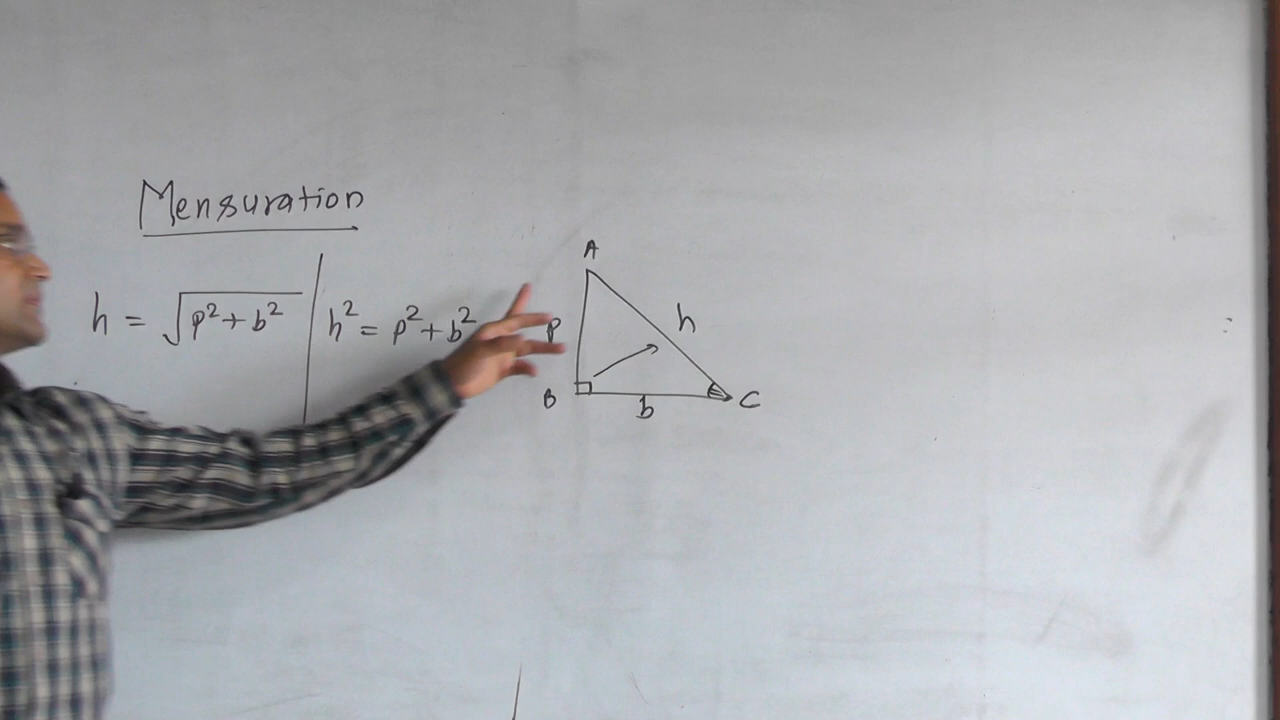 Mensuration
h = √p²+b² | h² = p²+b²
A
P
h
B
b
C